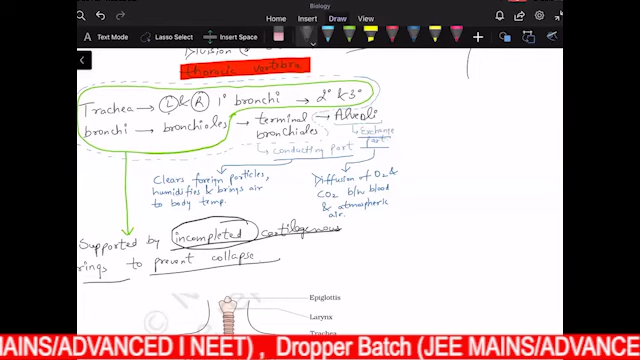 Biology
Home Insert Draw View
Text Mode Lasso Select Insert Space
thoracic vertebra
Trachea → L & R 1° bronchi → 2° & 3°
bronchi → bronchioles → terminal bronchioles → Alveoli
Exchange part
Conducting part
Clears foreign particles,
humidifies & brings air
to body temp.
Diffusion of O2 &
CO2 b/w blood
& atmospheric
air.
Supported by incompleted cartilogenous
rings to prevent collapse
Epiglottis
Larynx
Trachea
MAINS/ADVANCED I NEET) , Dropper Batch (JEE MAINS/ADVANC